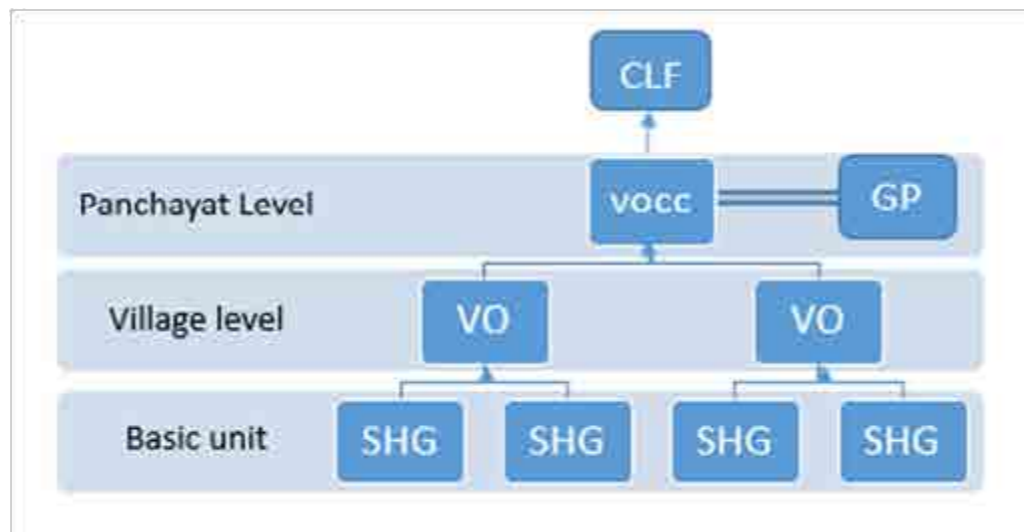 CLF
Panchayat Level VOCC GP
Village level VO VO
Basic unit SHG SHG SHG SHG